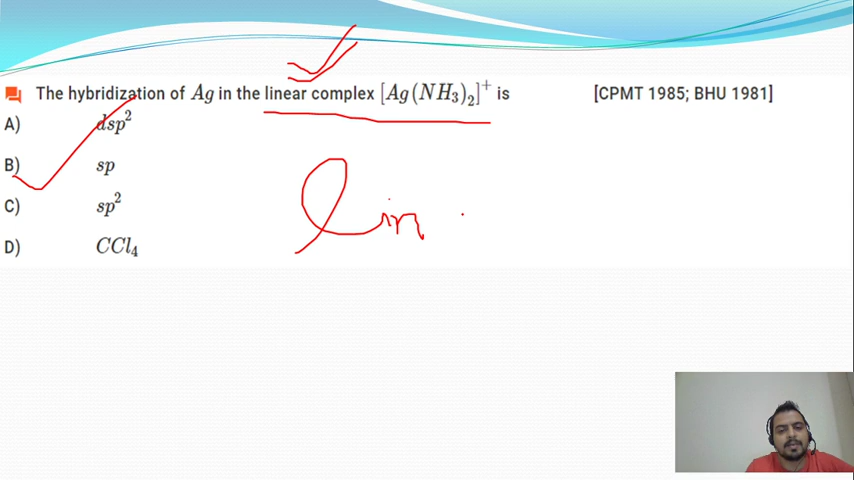 The hybridization of Ag in the linear complex [Ag(NH₃)₂]⁺ is [CPMT 1985; BHU 1981]
A) dsp²
B) sp
C) sp²
D) CCl₄
lin